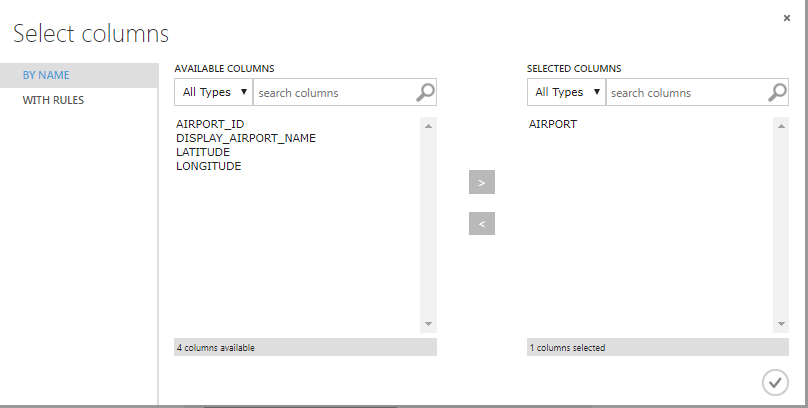 Select columns
BY NAME
WITH RULES
AVAILABLE COLUMNS
All Types
search columns
AIRPORT_ID
DISPLAY_AIRPORT_NAME
LATITUDE
LONGITUDE
4 columns available
>
<
SELECTED COLUMNS
All Types
search columns
AIRPORT
1 columns selected